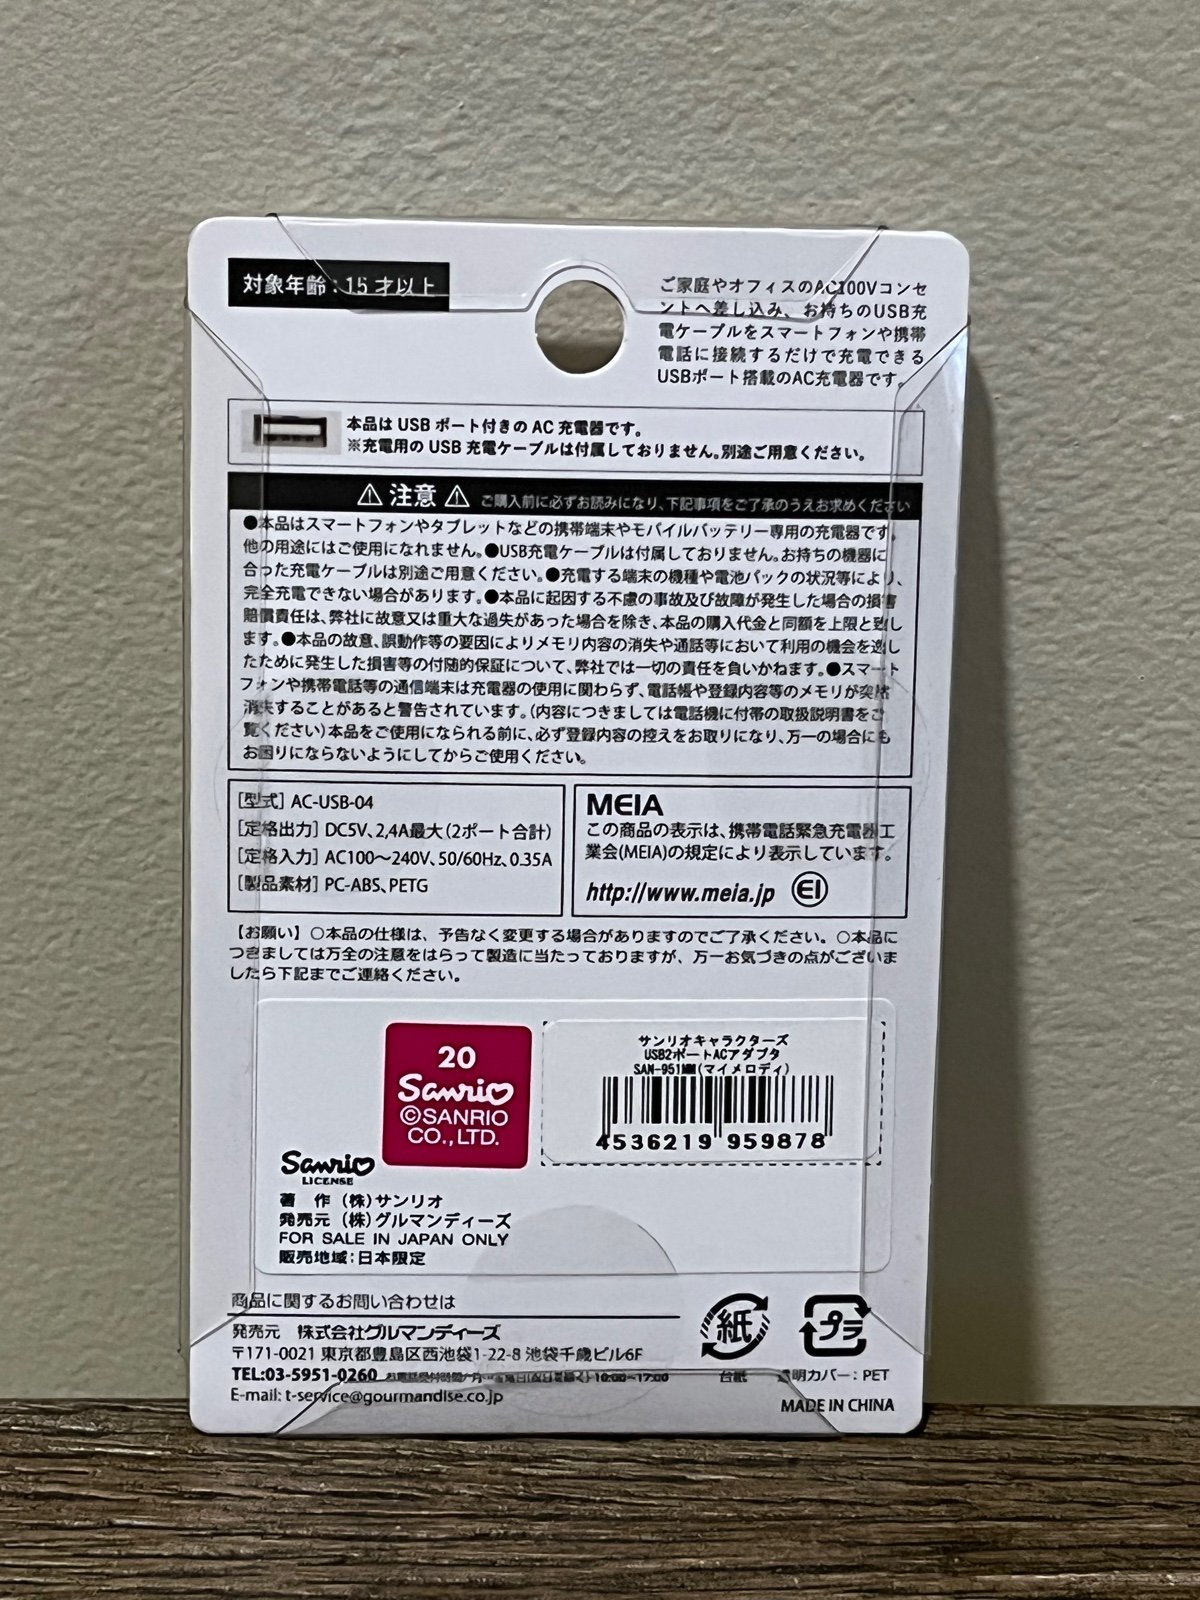 対象年齢：15才以上
ご家庭やオフィスのAC100Vコンセ
ントへ差し込み、お持ちのUSB充
電ケーブルをスマートフォンや携帯
電話に接続するだけで充電できる
USBポート搭載のAC充電器です。
本品は USB ポート付きの AC 充電器です。
※充電用の USB 充電ケーブルは付属しておりません。別途ご用意ください。
⚠ 注意 ⚠ ご購入前に必ずお読みになり、下記事項をご了承のうえお求めください
●本品はスマートフォンやタブレットなどの携帯端末やモバイルバッテリー専用の充電器です。
他の用途にはご使用になれません。●USB充電ケーブルは付属しておりません。お持ちの機器に
合った充電ケーブルは別途ご用意ください。●充電する端末の機種や電池パックの状況等により、
完全充電できない場合があります。●本品に起因する不慮の事故及び故障が発生した場合の損害
賠償責任は、弊社に故意又は重大な過失があった場合を除き、本品の購入代金と同額を上限と致し
ます。●本品の故意、誤動作等の要因によりメモリ内容の消失や通話等において利用の機会を逸し
たために発生した損害等の付随的保証について、弊社では一切の責任を負いかねます。●スマート
フォンや携帯電話等の通信端末は充電器の使用に関わらず、電話帳や登録内容等のメモリが突然
消失することがあると警告されています。（内容につきましては電話機に付帯の取扱説明書をご
覧ください）本品をご使用になられる前に、必ず登録内容の控えをお取りになり、万一の場合にも
お困りにならないようにしてからご使用ください。
［型式］AC-USB-04
［定格出力］DC5V、2,4A最大（2ポート合計）
［定格入力］AC100～240V、50/60Hz、0.35A
［製品素材］PC-ABS、PETG
MEIA
この商品の表示は、携帯電話緊急充電器工
業会(MEIA)の規定により表示しています。
http://www.meia.jp EI
【お願い】○本品の仕様は、予告なく変更する場合がありますのでご了承ください。○本品に
つきましては万全の注意をはらって製造に当たっておりますが、万一お気づきの点がございま
したら下記までご連絡ください。
20
Sanrio
©SANRIO
CO.,LTD.
サンリオキャラクターズ
USB2ポートACアダプタ
SAN-951MM(マイメロディ)
4536219 959878
Sanrio
LICENSE
著　作（株）サンリオ
発売元（株）グルマンディーズ
FOR SALE IN JAPAN ONLY
販売地域：日本限定
商品に関するお問い合わせは
発売元　株式会社グルマンディーズ
〒171-0021 東京都豊島区西池袋1-22-8 池袋千歳ビル6F
TEL:03-5951-0260 お電話受付時間/月～金曜日(祝日を除く) 10:00～17:00
E-mail: t-service@gourmandise.co.jp
紙
台紙
プラ
透明カバー：PET
MADE IN CHINA